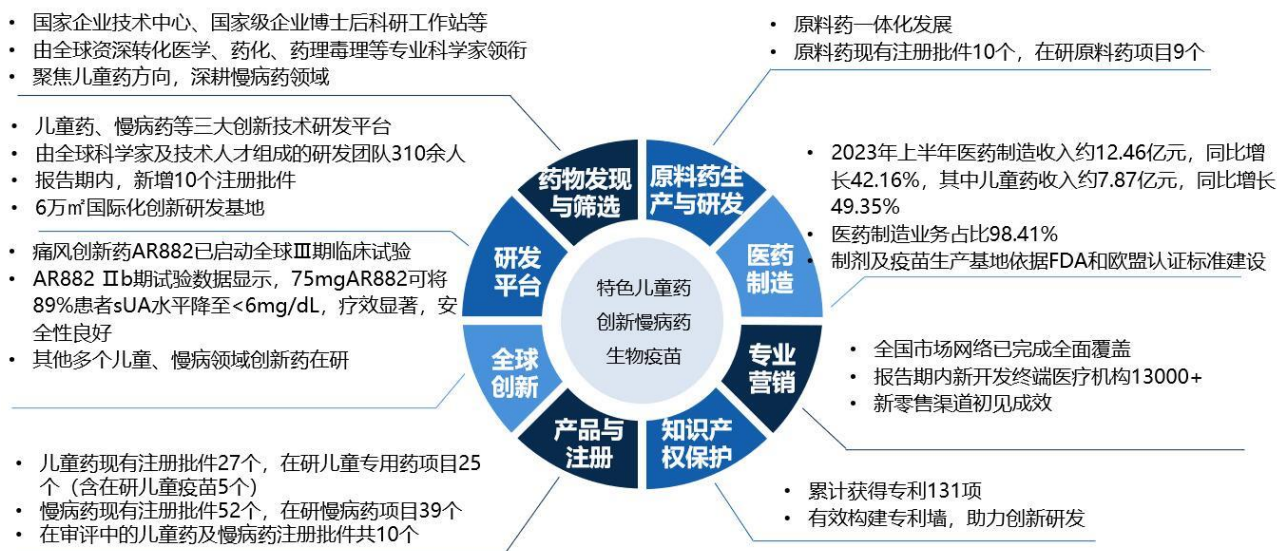 • 国家企业技术中心、国家级企业博士后科研工作站等
• 由全球资深转化医学、药化、药理毒理等专业科学家领衔
• 聚焦儿童药方向，深耕慢病药领域
• 原料药一体化发展
• 原料药现有注册批件10个，在研原料药项目9个
• 儿童药、慢病药等三大创新技术研发平台
• 由全球科学家及技术人才组成的研发团队310余人
• 报告期内，新增10个注册批件
• 6万㎡国际化创新研发基地
• 2023年上半年医药制造收入约12.46亿元，同比增
长42.16%，其中儿童药收入约7.87亿元，同比增长
49.35%
• 医药制造业务占比98.41%
• 制剂及疫苗生产基地依据FDA和欧盟认证标准建设
• 痛风创新药AR882已启动全球Ⅲ期临床试验
• AR882 Ⅱb期试验数据显示，75mgAR882可将
89%患者sUA水平降至<6mg/dL，疗效显著，安
全性良好
• 其他多个儿童、慢病领域创新药在研
• 全国市场网络已完成全面覆盖
• 报告期内新开发终端医疗机构13000+
• 新零售渠道初见成效
• 儿童药现有注册批件27个，在研儿童专用药项目25
个（含在研儿童疫苗5个）
• 慢病药现有注册批件52个，在研慢病药项目39个
• 在审评中的儿童药及慢病药注册批件共10个
• 累计获得专利131项
• 有效构建专利墙，助力创新研发
药物发现
与筛选
原料药生
产与研发
研发
平台
医药
制造
全球
创新
专业
营销
产品与
注册
知识产
权保护
特色儿童药
创新慢病药
生物疫苗